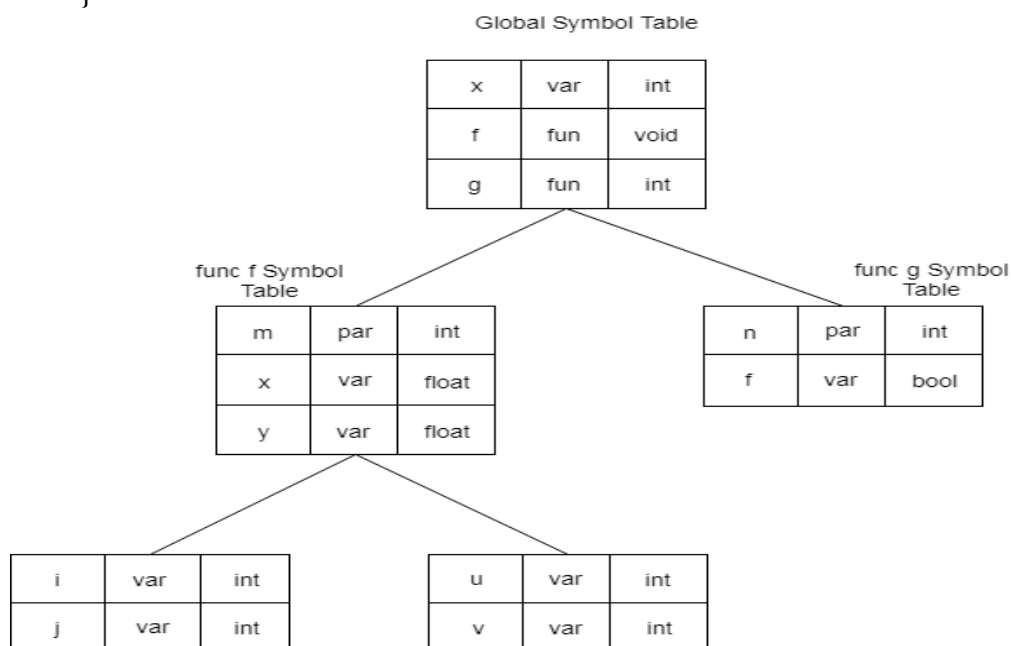 }
Global Symbol Table
x var int
f fun void
g fun int
func f Symbol
Table
m par int
x var float
y var float
func g Symbol
Table
n par int
f var bool
i var int
j var int
u var int
v var int